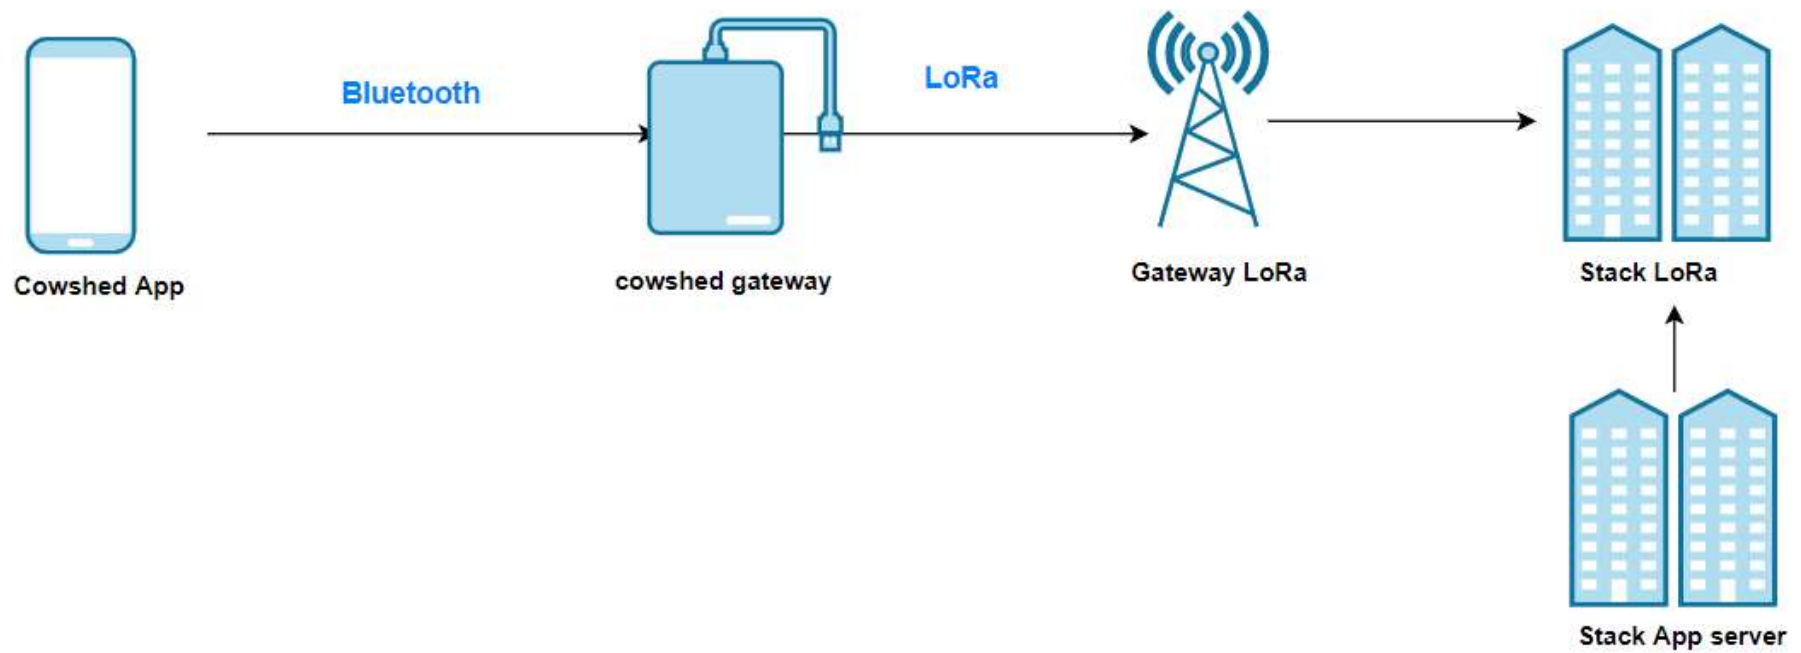 Bluetooth
LoRa
Cowshed App
cowshed gateway
Gateway LoRa
Stack LoRa
Stack App server